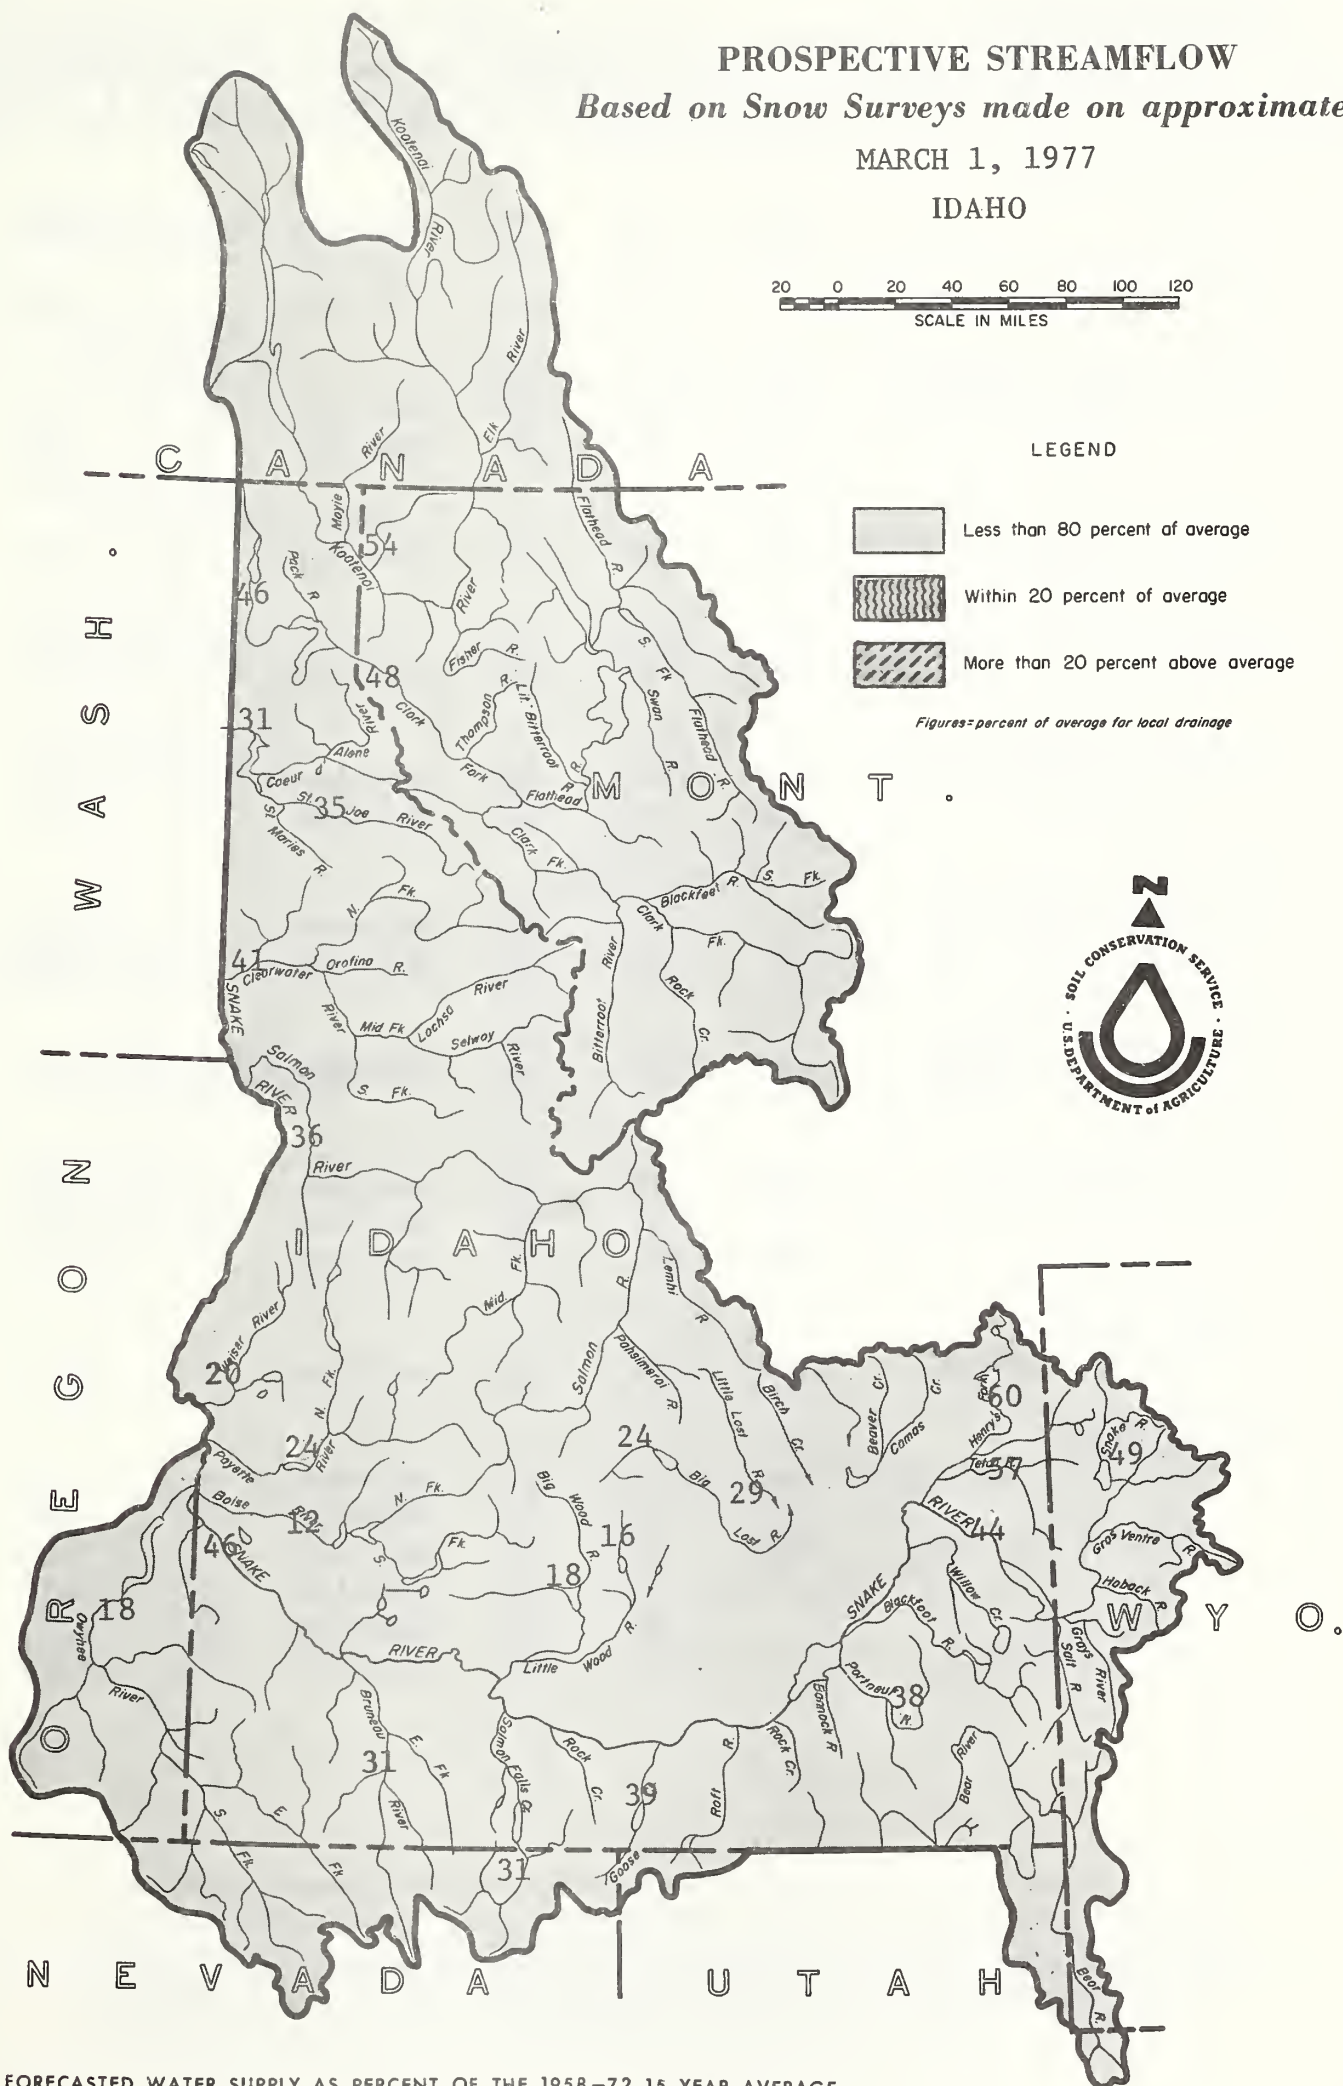 PROSPECTIVE STREAMFLOW
Based on Snow Surveys made on approximate
MARCH 1, 1977
IDAHO
20 0 20 40 60 80 100 120
SCALE IN MILES
LEGEND
Less than 80 percent of average
Within 20 percent of average
More than 20 percent above average
Figures=percent of average for local drainage
N
SOIL CONSERVATION SERVICE · U.S. DEPARTMENT of AGRICULTURE ·
CANADA
WASH.
MONT.
OREGON
IDAHO
WYO.
NEVADA
UTAH
Kootenai
River
River
Elk
River
Moyie
Flathead
R.
54
Kootenai
Pack
R
46
River
Fisher R.
S. Fk
Flathead R.
48
Clark
Fork
River
Thompson
R.
Lit. Bitterroot
R.
Swan
R.
31
Alene
Coeur d'
R
Flathead
St. 35 Joe River
St Maries R.
Clark Fk.
Blackfeet R. S. Fk.
N. Fk.
Clark
Fk.
41
Clearwater
Orofino R.
River
SNAKE
River
Mid Fk
Lochsa
River
Selway
River
Bitterroot
Rock
Cr.
Salmon
RIVER
S. Fk.
36
River
Fk.
R.
Lemhi
R
Mid.
River
Weiser
20
Salmon
Pahsimeroi
R.
Little Lost
R.
Birch
Cr.
Beaver Cr.
Camas Cr.
Fork
60
Henry's
Snake R.
49
Fk.
N.
24
River
Payette
24
Big
Lost R.
29
Teton R.
37
Boise
River
12
N. Fk.
Big Wood R.
RIVER
44
Gros Ventre
R
46
SNAKE
S.
Fk
16
18
Hoback
R
18
Owyhee
River
SNAKE
Blackfoot
R.
Willow
Cr.
Grays
River
Salt
R
RIVER
Little Wood R.
Portneuf
38
R.
Bannock R
Bruneau
E.
Fk
31
River
Salmon Falls Cr.
Rock
Cr.
39
Raft R.
Rock Cr.
Bear River
S.
Fk
E
Fk
31
Goose
Bear
R.
FORECASTED WATER SUPPLY AS PERCENT OF THE 1958-72 15 YEAR AVERAGE